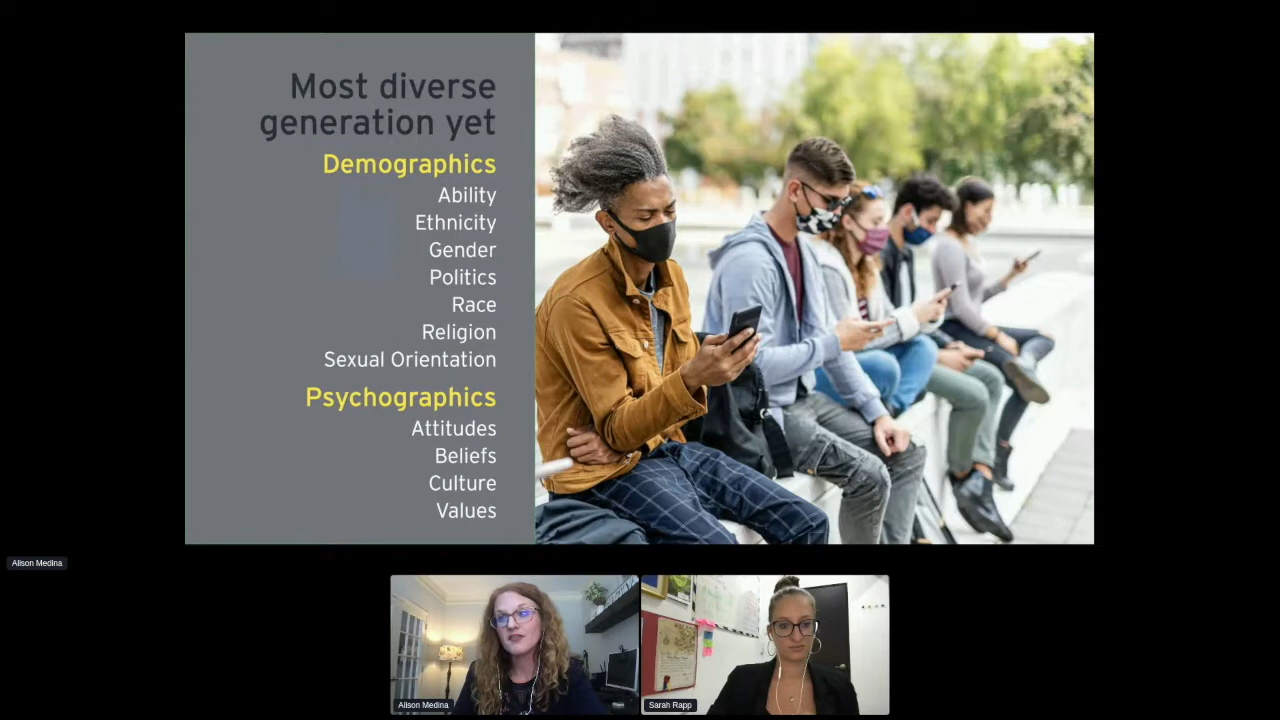 Most diverse
generation yet
Demographics
Ability
Ethnicity
Gender
Politics
Race
Religion
Sexual Orientation
Psychographics
Attitudes
Beliefs
Culture
Values
Alison Medina
Alison Medina
Sarah Rapp